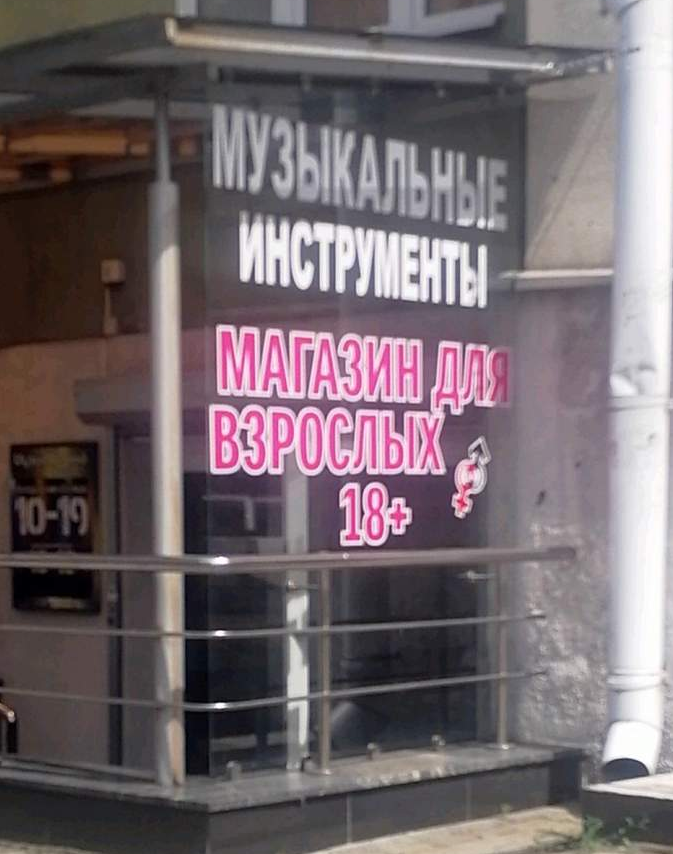 МУЗЫКАЛЬНЫЕ
ИНСТРУМЕНТЫ
МАГАЗИН ДЛЯ
ВЗРОСЛЫХ
18+
10-19